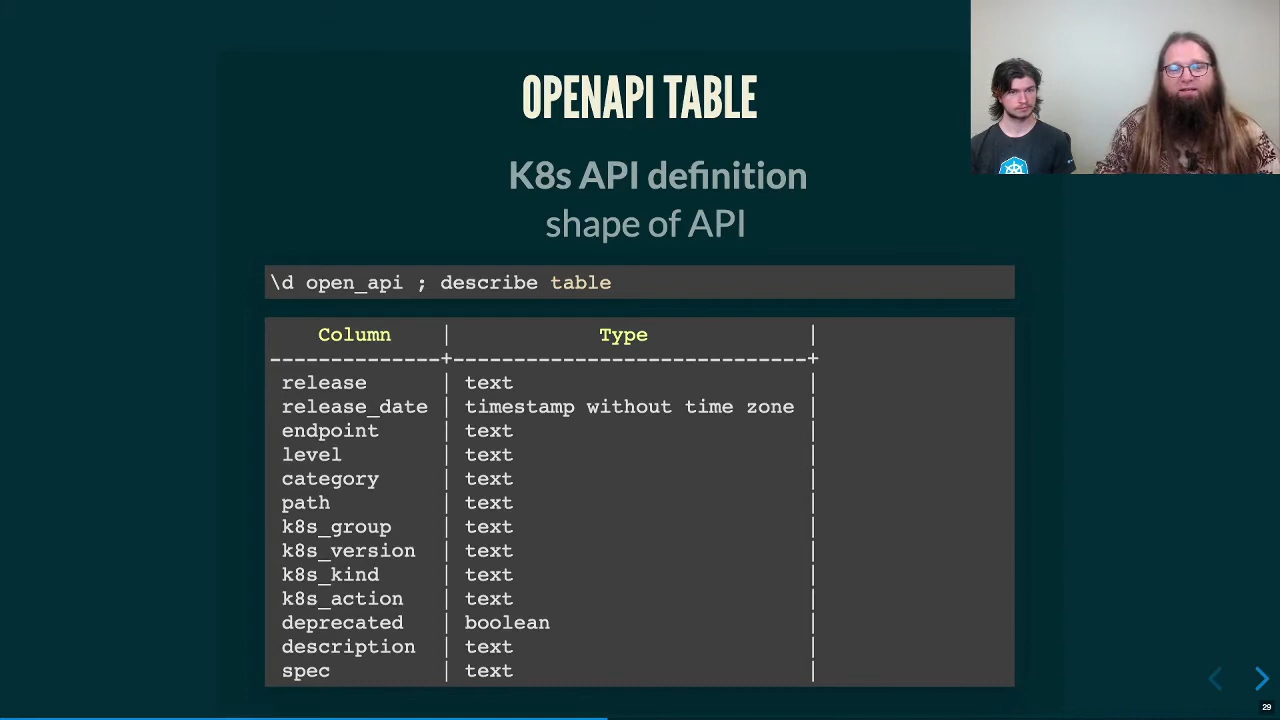 OPENAPI TABLE
K8s API definition
shape of API
\d open_api ; describe table
Column | Type |
--------------+-----------------------------+
release | text |
release_date | timestamp without time zone |
endpoint | text |
level | text |
category | text |
path | text |
k8s_group | text |
k8s_version | text |
k8s_kind | text |
k8s_action | text |
deprecated | boolean |
description | text |
spec | text |
29